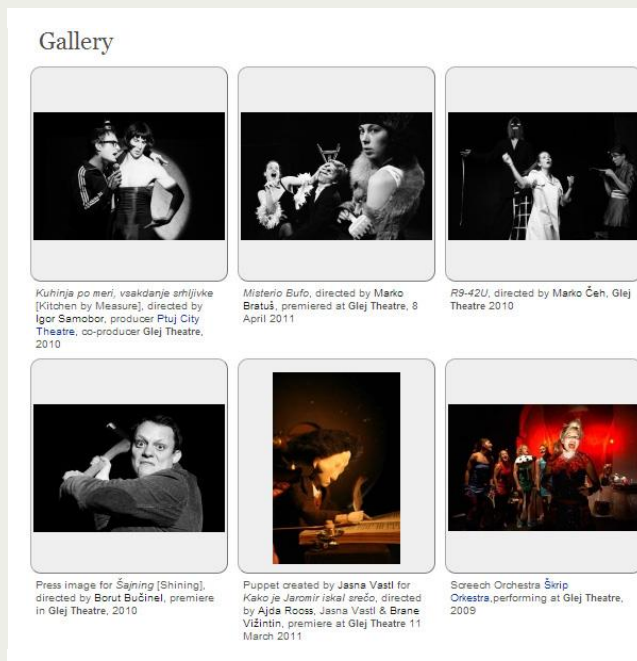 Gallery
Kuhinja po meri, vsakdanje srhljivke
[Kitchen by Measure], directed by
Igor Samobor, producer Ptuj City
Theatre, co-producer Glej Theatre,
2010
Misterio Bufo, directed by Marko
Bratuš, premiered at Glej Theatre, 8
April 2011
R9-42U, directed by Marko Čeh, Glej
Theatre 2010
Press image for Šajning [Shining],
directed by Borut Bučinel, premiere
in Glej Theatre, 2010
Puppet created by Jasna Vastl for
Kako je Jaromir iskal srečo, directed
by Ajda Rooss, Jasna Vastl & Brane
Vižintin, premiere at Glej Theatre 11
March 2011
Screech Orchestra Škrip
Orkestra,performing at Glej Theatre,
2009